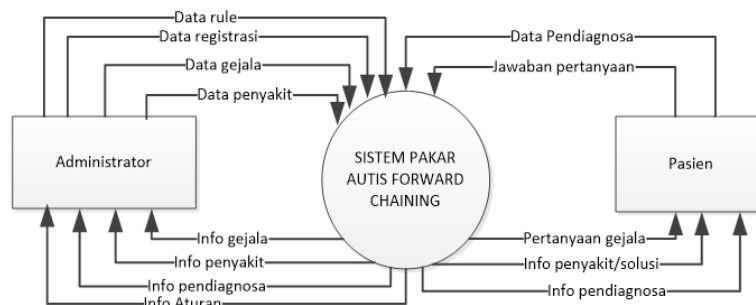 Data rule
Data registrasi
Data gejala
Data penyakit
Data Pendiagnosa
Jawaban pertanyaan
Administrator
SISTEM PAKAR
AUTIS FORWARD
CHAINING
Pasien
Info gejala
Info penyakit
Info pendiagnosa
Info Aturan
Pertanyaan gejala
Info penyakit/solusi
Info pendiagnosa